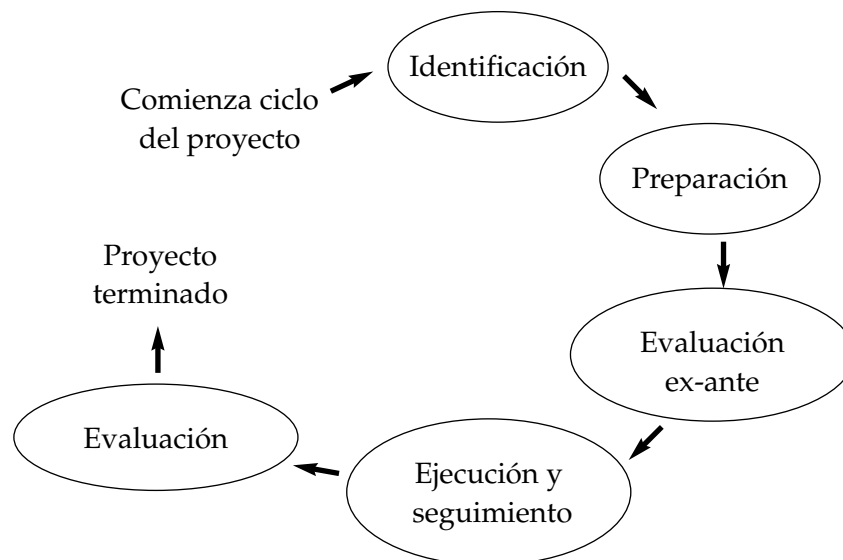 Comienza ciclo
del proyecto
Identificación
Preparación
Evaluación
ex-ante
Ejecución y
seguimiento
Evaluación
Proyecto
terminado